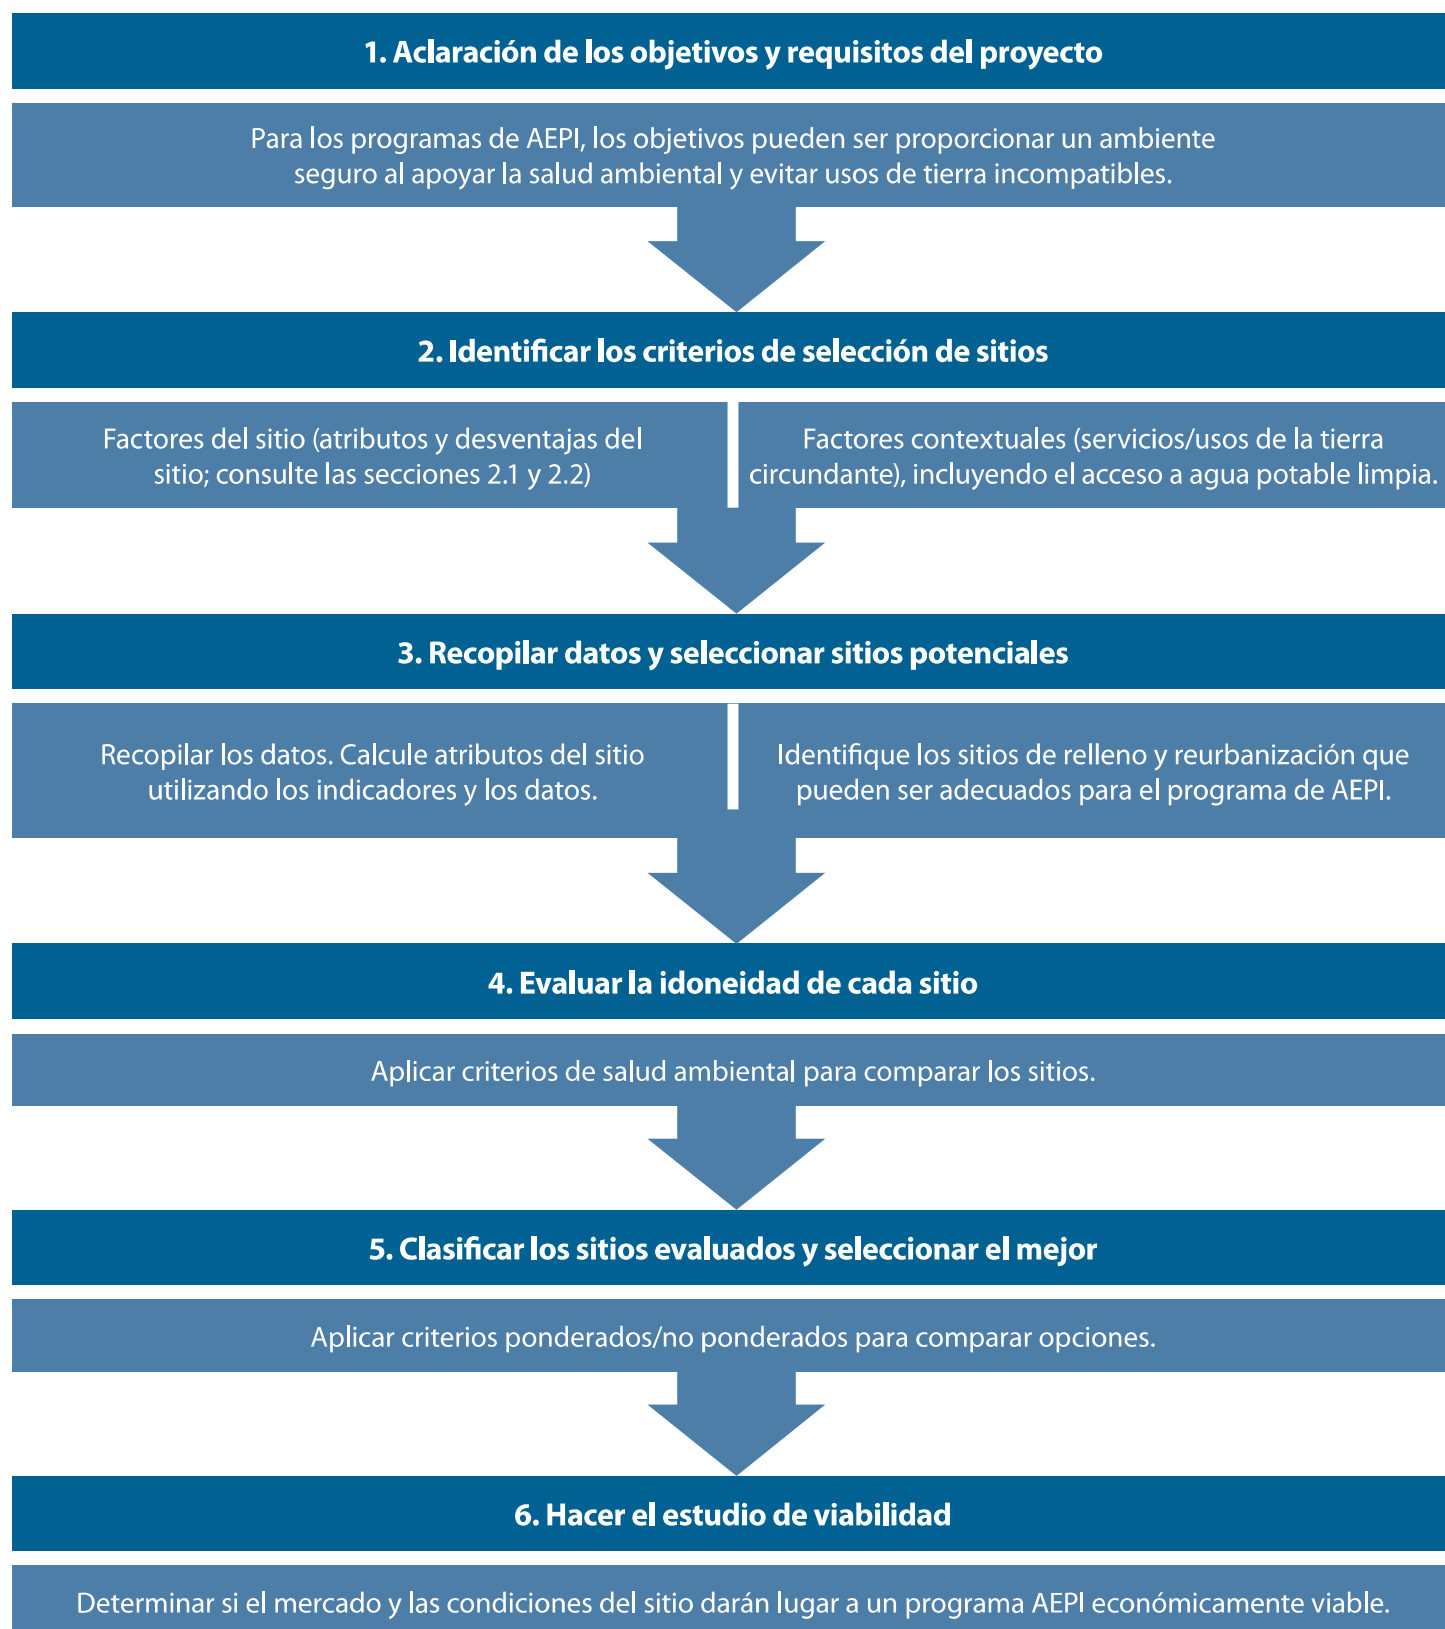 1. Aclaración de los objetivos y requisitos del proyecto
Para los programas de AEPI, los objetivos pueden ser proporcionar un ambiente
seguro al apoyar la salud ambiental y evitar usos de tierra incompatibles.
2. Identificar los criterios de selección de sitios
Factores del sitio (atributos y desventajas del
sitio; consulte las secciones 2.1 y 2.2)
Factores contextuales (servicios/usos de la tierra
circundante), incluyendo el acceso a agua potable limpia.
3. Recopilar datos y seleccionar sitios potenciales
Recopilar los datos. Calcule atributos del sitio
utilizando los indicadores y los datos.
Identifique los sitios de relleno y reurbanización que
pueden ser adecuados para el programa de AEPI.
4. Evaluar la idoneidad de cada sitio
Aplicar criterios de salud ambiental para comparar los sitios.
5. Clasificar los sitios evaluados y seleccionar el mejor
Aplicar criterios ponderados/no ponderados para comparar opciones.
6. Hacer el estudio de viabilidad
Determinar si el mercado y las condiciones del sitio darán lugar a un programa AEPI económicamente viable.